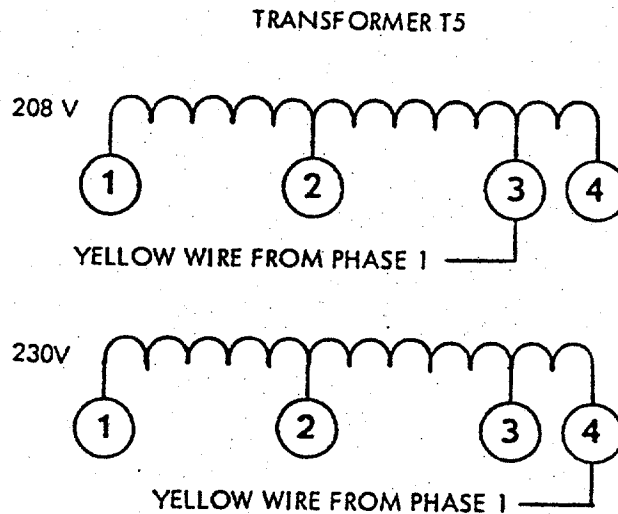 TRANSFORMER T5
208 V
1 2 3 4
YELLOW WIRE FROM PHASE 1
230V
1 2 3 4
YELLOW WIRE FROM PHASE 1